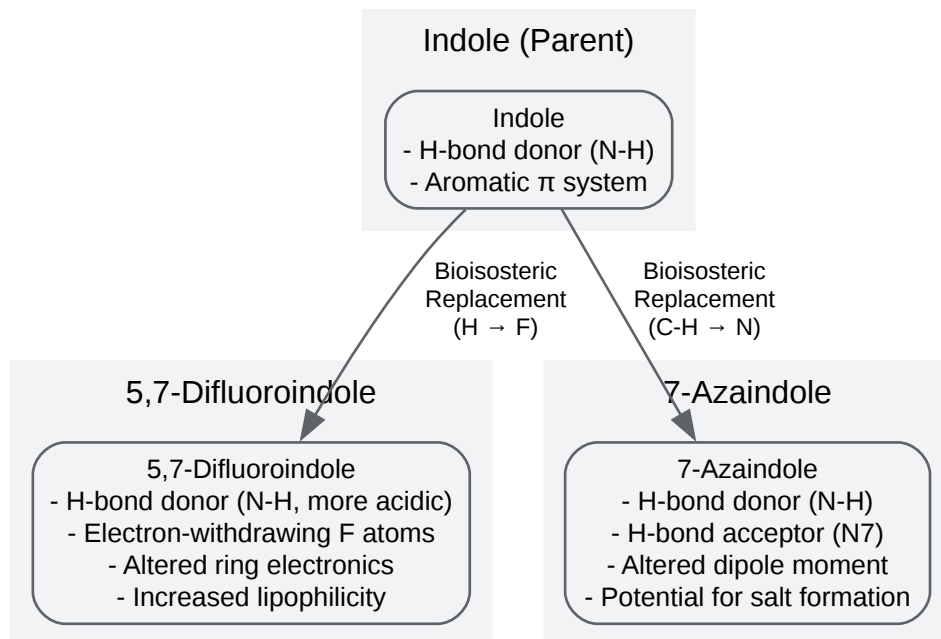 Indole (Parent)
Indole
- H-bond donor (N-H)
- Aromatic π system
Bioisosteric
Replacement
(H → F)
Bioisosteric
Replacement
(C-H → N)
5,7-Difluoroindole
5,7-Difluoroindole
- H-bond donor (N-H, more acidic)
- Electron-withdrawing F atoms
- Altered ring electronics
- Increased lipophilicity
7-Azaindole
7-Azaindole
- H-bond donor (N-H)
- H-bond acceptor (N7)
- Altered dipole moment
- Potential for salt formation